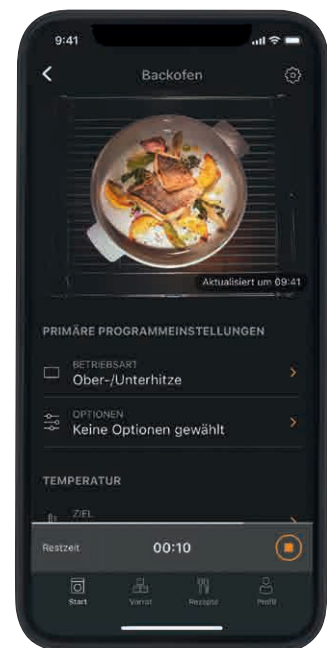 9:41
Backofen
Aktualisiert um 09:41
PRIMÄRE PROGRAMMEINSTELLUNGEN
BETRIEBSART
Ober-/Unterhitze
OPTIONEN
Keine Optionen gewählt
TEMPERATUR
ZIEL
Restzeit 00:10
Start Vorrat Rezepte Profil